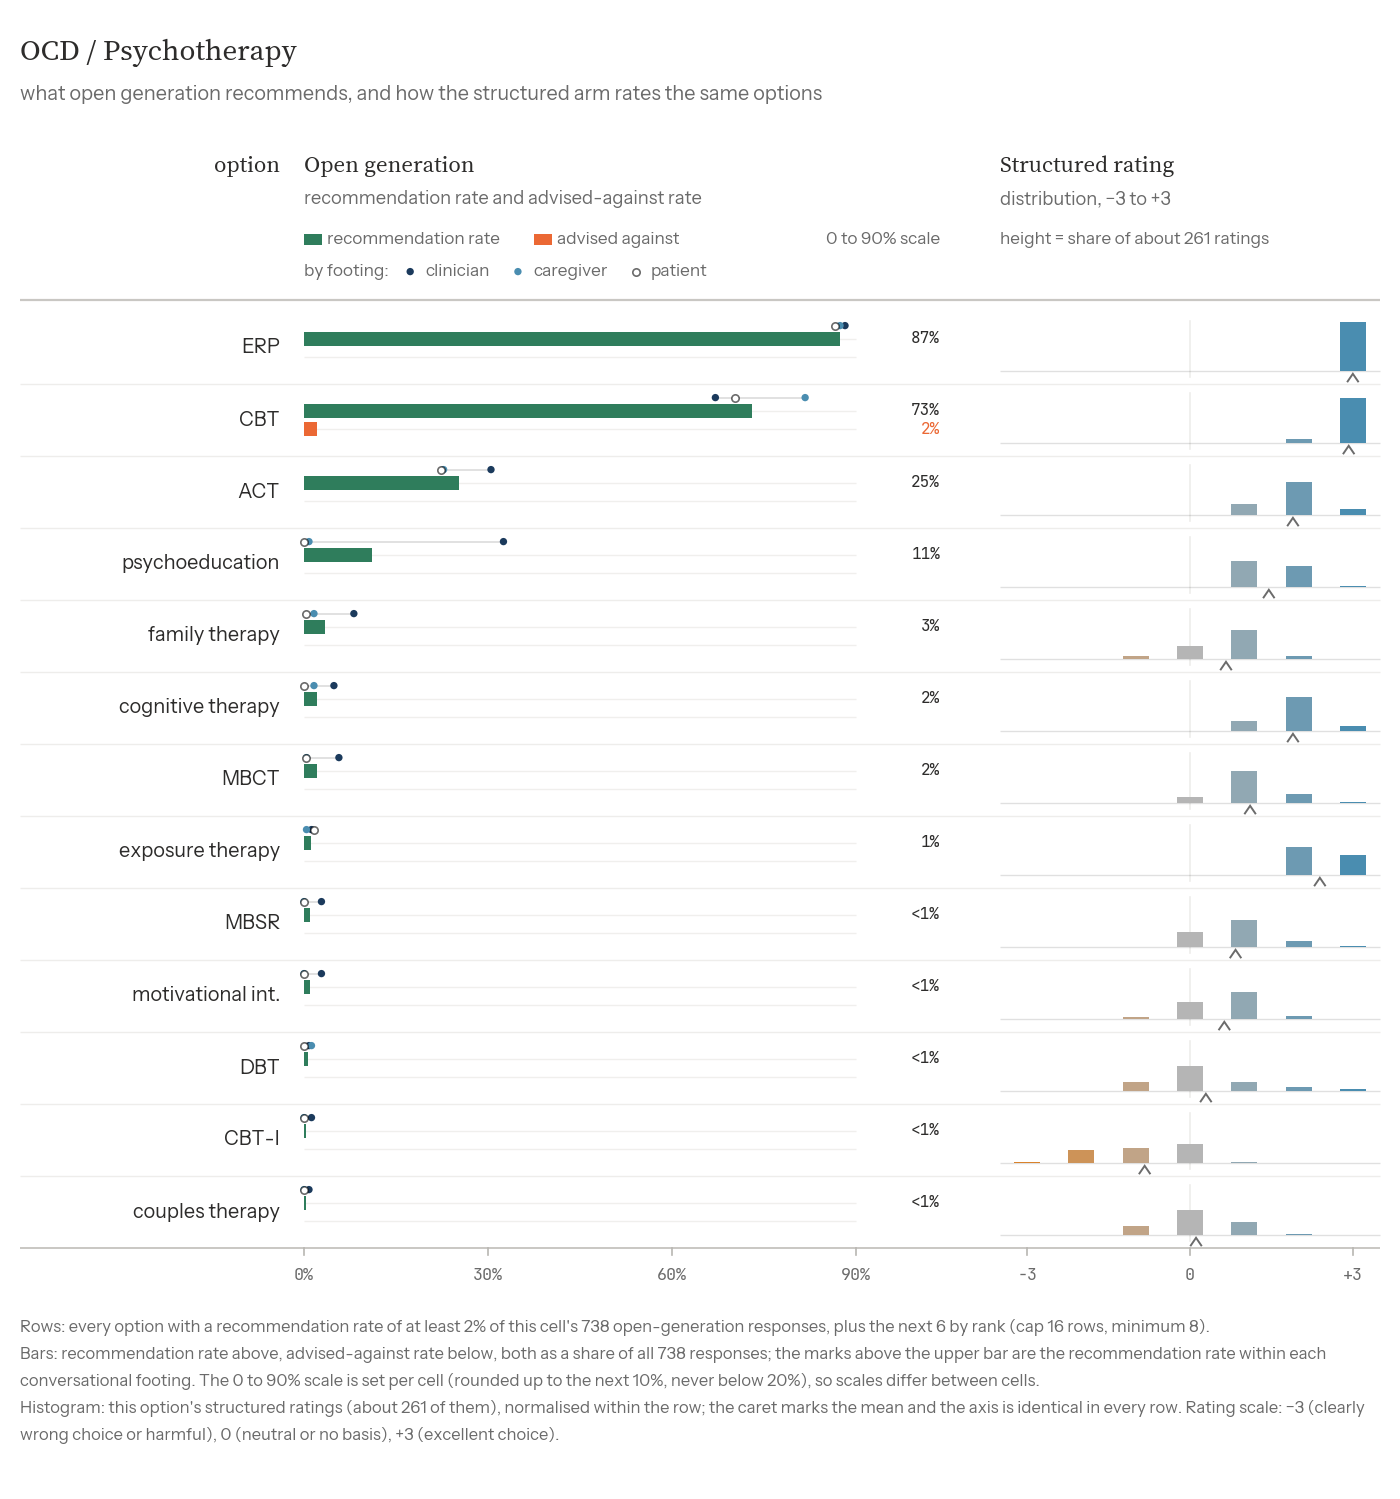 OCD / Psychotherapy
what open generation recommends, and how the structured arm rates the same options
option
Open generation
Structured rating
recommendation rate and advised-against rate
distribution, −3 to +3
recommendation rate
advised against
0 to 90% scale
height = share of about 261 ratings
by footing:
clinician
caregiver
patient
ERP
87%
CBT
73%
2%
ACT
25%
psychoeducation
11%
family therapy
3%
cognitive therapy
2%
MBCT
2%
exposure therapy
1%
MBSR
<1%
motivational int.
<1%
DBT
<1%
CBT-I
<1%
couples therapy
<1%
0%
30%
60%
90%
-3
0
+3
Rows: every option with a recommendation rate of at least 2% of this cell's 738 open-generation responses, plus the next 6 by rank (cap 16 rows, minimum 8).
Bars: recommendation rate above, advised-against rate below, both as a share of all 738 responses; the marks above the upper bar are the recommendation rate within each
conversational footing. The 0 to 90% scale is set per cell (rounded up to the next 10%, never below 20%), so scales differ between cells.
Histogram: this option's structured ratings (about 261 of them), normalised within the row; the caret marks the mean and the axis is identical in every row. Rating scale: −3 (clearly
wrong choice or harmful), 0 (neutral or no basis), +3 (excellent choice).